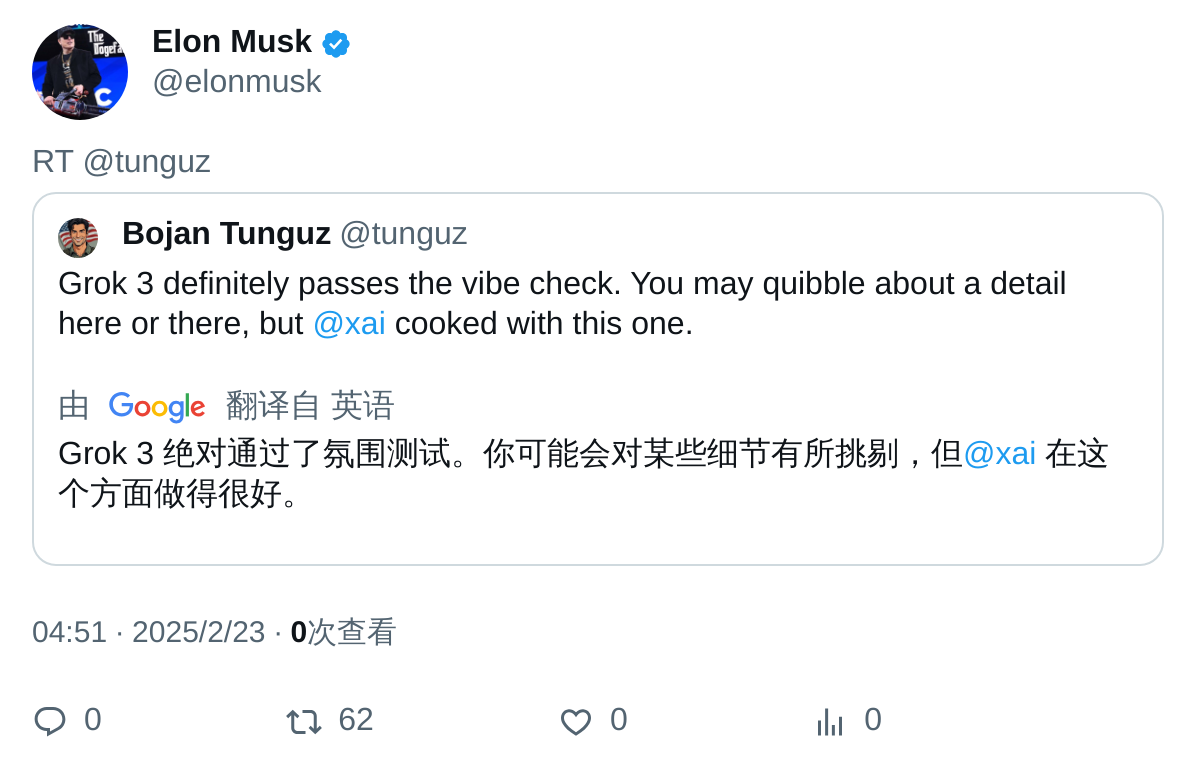 The
Dogefa
C
Elon Musk
@elonmusk
RT @tunguz
Bojan Tunguz @tunguz
Grok 3 definitely passes the vibe check. You may quibble about a detail
here or there, but @xai cooked with this one.
由 Google 翻译自 英语
Grok 3 绝对通过了氛围测试。你可能会对某些细节有所挑剔，但@xai 在这
个方面做得很好。
04:51 · 2025/2/23 · 0次查看
0 62 0 0